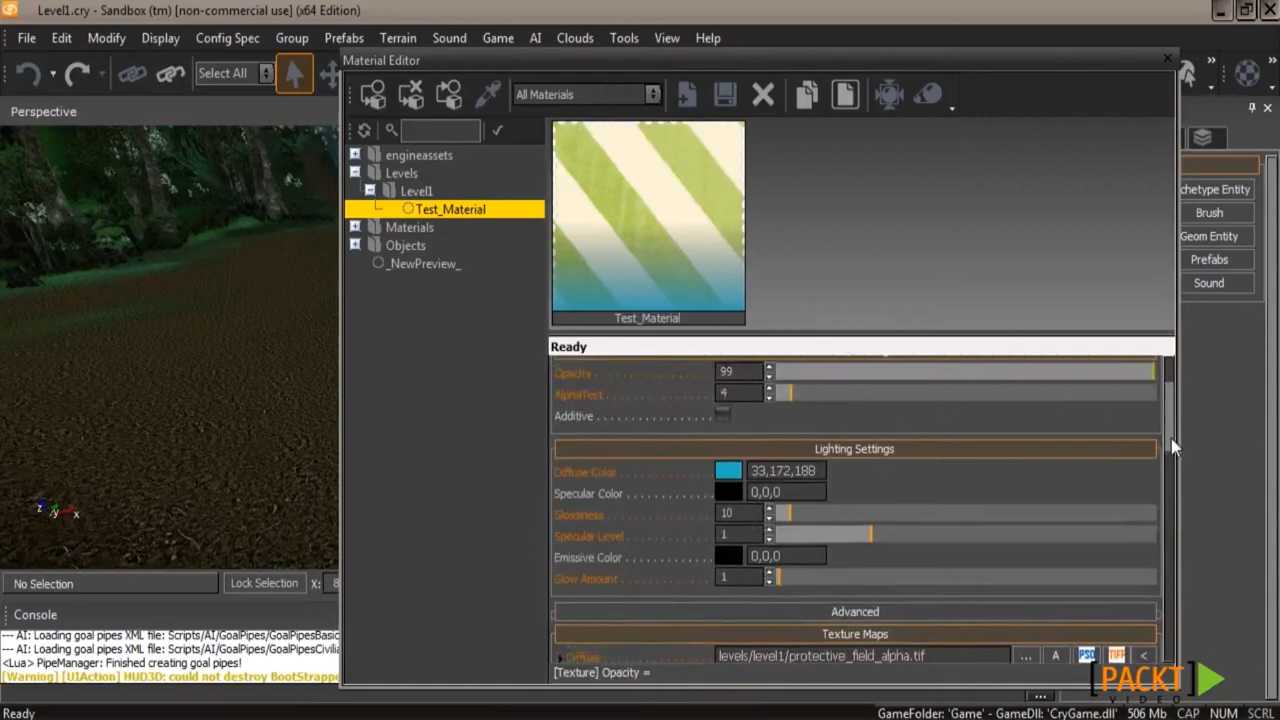 Level1.cry - Sandbox (tm) [non-commercial use] (x64 Edition)
File Edit Modify Display Config Spec Group Prefabs Terrain Sound Game AI Clouds Tools View Help
Material Editor
Select All
All Materials
Perspective
engineassets
Levels
Level1
Test_Material
Materials
Objects
_NewPreview_
Test_Material
chetype Entity
Brush
Geom Entity
Prefabs
Sound
Ready
Opacity 99
AlphaTest 4
Additive
Lighting Settings
Diffuse Color 33,172,188
Specular Color 0,0,0
Glossiness 10
Specular Level 1
Emissive Color 0,0,0
Glow Amount 1
Advanced
Texture Maps
Diffuse levels/level1/protective_field_alpha.tif ... A PSD TIFF <
[Texture] Opacity =
z y x
No Selection Lock Selection X: 8
Console
--- AI: Loading goal pipes XML file: Scripts/AI/GoalPipes/GoalPipesBasic
--- AI: Loading goal pipes XML file: Scripts/AI/GoalPipes/GoalPipesCivilia
<Lua> PipeManager: Finished creating goal pipes!
[Warning] [UIAction] HUD3D: could not destroy BootStrappe
PACKT
VIDEO
Ready GameFolder: 'Game' - GameDll: 'CryGame.dll' 506 Mb CAP NUM SCRL